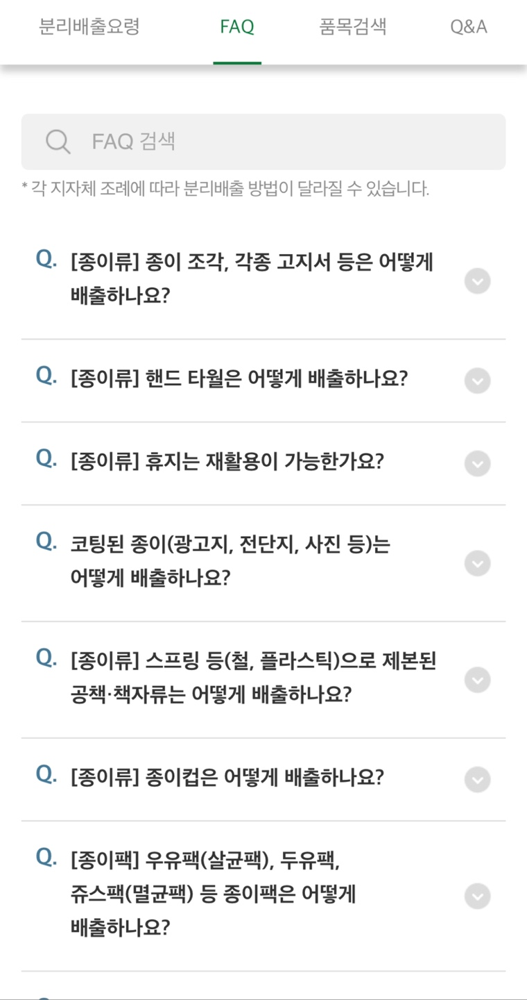 분리배출요령 FAQ 품목검색 Q&A
FAQ 검색
* 각 지자체 조례에 따라 분리배출 방법이 달라질 수 있습니다.
Q. [종이류] 종이 조각, 각종 고지서 등은 어떻게
배출하나요?
Q. [종이류] 핸드 타월은 어떻게 배출하나요?
Q. [종이류] 휴지는 재활용이 가능한가요?
Q. 코팅된 종이(광고지, 전단지, 사진 등)는
어떻게 배출하나요?
Q. [종이류] 스프링 등(철, 플라스틱)으로 제본된
공책·책자류는 어떻게 배출하나요?
Q. [종이류] 종이컵은 어떻게 배출하나요?
Q. [종이팩] 우유팩(살균팩), 두유팩,
쥬스팩(멸균팩) 등 종이팩은 어떻게
배출하나요?